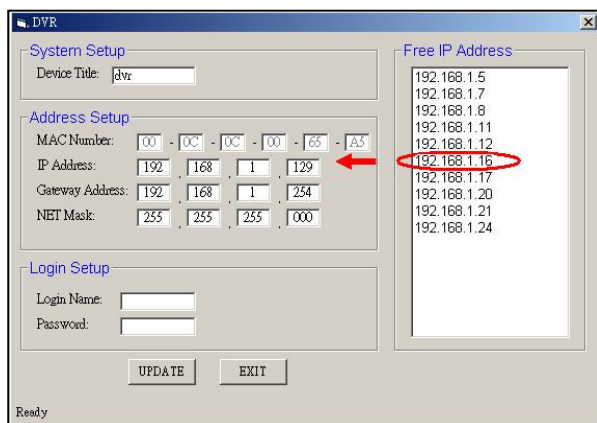 DVR
System Setup
Device Title: dvr
Address Setup
MAC Number: 00 - 0C - 0C - 00 - 65 - A5
IP Address: 192 . 168 . 1 . 129
Gateway Address: 192 . 168 . 1 . 254
NET Mask: 255 . 255 . 255 . 000
Login Setup
Login Name:
Password:
UPDATE EXIT
Ready
Free IP Address
192.168.1.5
192.168.1.7
192.168.1.8
192.168.1.11
192.168.1.12
192.168.1.16
192.168.1.17
192.168.1.20
192.168.1.21
192.168.1.24